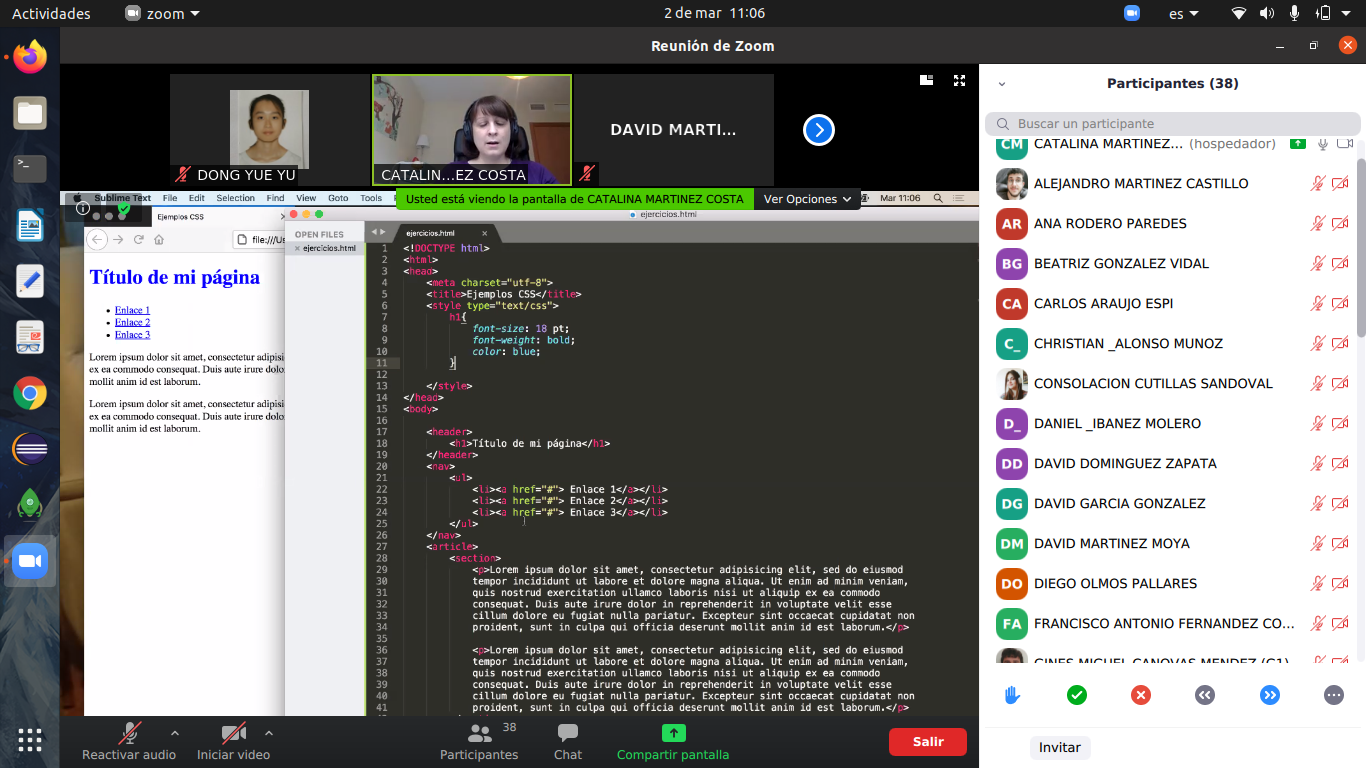 Actividades
zoom
2 de mar 11:06
es
Reunión de Zoom
DONG YUE YU
CATALIN...EZ COSTA
DAVID MARTI...
Sublime Text File Edit Selection Find View Goto Tools
Usted está viendo la pantalla de CATALINA MARTINEZ COSTA
Ver Opciones
Mar 11:06
Ejemplos CSS
file:///Us
Título de mi página
Enlace 1
Enlace 2
Enlace 3
Lorem ipsum dolor sit amet, consectetur adipisi
ex ea commodo consequat. Duis aute irure dolo
mollit anim id est laborum.
Lorem ipsum dolor sit amet, consectetur adipisi
ex ea commodo consequat. Duis aute irure dolo
mollit anim id est laborum.
ejercicios.html
OPEN FILES
ejercicios.html
ejercicios.html
1 <!DOCTYPE html>
2 <html>
3 <head>
4 <meta charset="utf-8">
5 <title>Ejemplos CSS</title>
6 <style type="text/css">
7 h1{
8 font-size: 18 pt;
9 font-weight: bold;
10 color: blue;
11 }
12
13 </style>
14 </head>
15 <body>
16
17 <header>
18 <h1>Título de mi página</h1>
19 </header>
20 <nav>
21 <ul>
22 <li><a href="#"> Enlace 1</a></li>
23 <li><a href="#"> Enlace 2</a></li>
24 <li><a href="#"> Enlace 3</a></li>
25 </ul>
26 </nav>
27 <article>
28 <section>
29 <p>Lorem ipsum dolor sit amet, consectetur adipisicing elit, sed do eiusmod
30 tempor incididunt ut labore et dolore magna aliqua. Ut enim ad minim veniam,
31 quis nostrud exercitation ullamco laboris nisi ut aliquip ex ea commodo
32 consequat. Duis aute irure dolor in reprehenderit in voluptate velit esse
33 cillum dolore eu fugiat nulla pariatur. Excepteur sint occaecat cupidatat non
34 proident, sunt in culpa qui officia deserunt mollit anim id est laborum.</p>
35
36 <p>Lorem ipsum dolor sit amet, consectetur adipisicing elit, sed do eiusmod
37 tempor incididunt ut labore et dolore magna aliqua. Ut enim ad minim veniam,
38 quis nostrud exercitation ullamco laboris nisi ut aliquip ex ea commodo
39 consequat. Duis aute irure dolor in reprehenderit in voluptate velit esse
40 cillum dolore eu fugiat nulla pariatur. Excepteur sint occaecat cupidatat non
41 proident, sunt in culpa qui officia deserunt mollit anim id est laborum.</p>
Reactivar audio
Iniciar video
Participantes
38
Chat
Compartir pantalla
Salir
Participantes (38)
Buscar un participante
CM CATALINA MARTINEZ... (hospedador)
ALEJANDRO MARTINEZ CASTILLO
AR ANA RODERO PAREDES
BG BEATRIZ GONZALEZ VIDAL
CA CARLOS ARAUJO ESPI
C_ CHRISTIAN _ALONSO MUNOZ
CONSOLACION CUTILLAS SANDOVAL
D_ DANIEL _IBANEZ MOLERO
DD DAVID DOMINGUEZ ZAPATA
DG DAVID GARCIA GONZALEZ
DM DAVID MARTINEZ MOYA
DO DIEGO OLMOS PALLARES
FA FRANCISCO ANTONIO FERNANDEZ CO...
GINES MIGUEL CANOVAS MENDEZ (G1)
Invitar